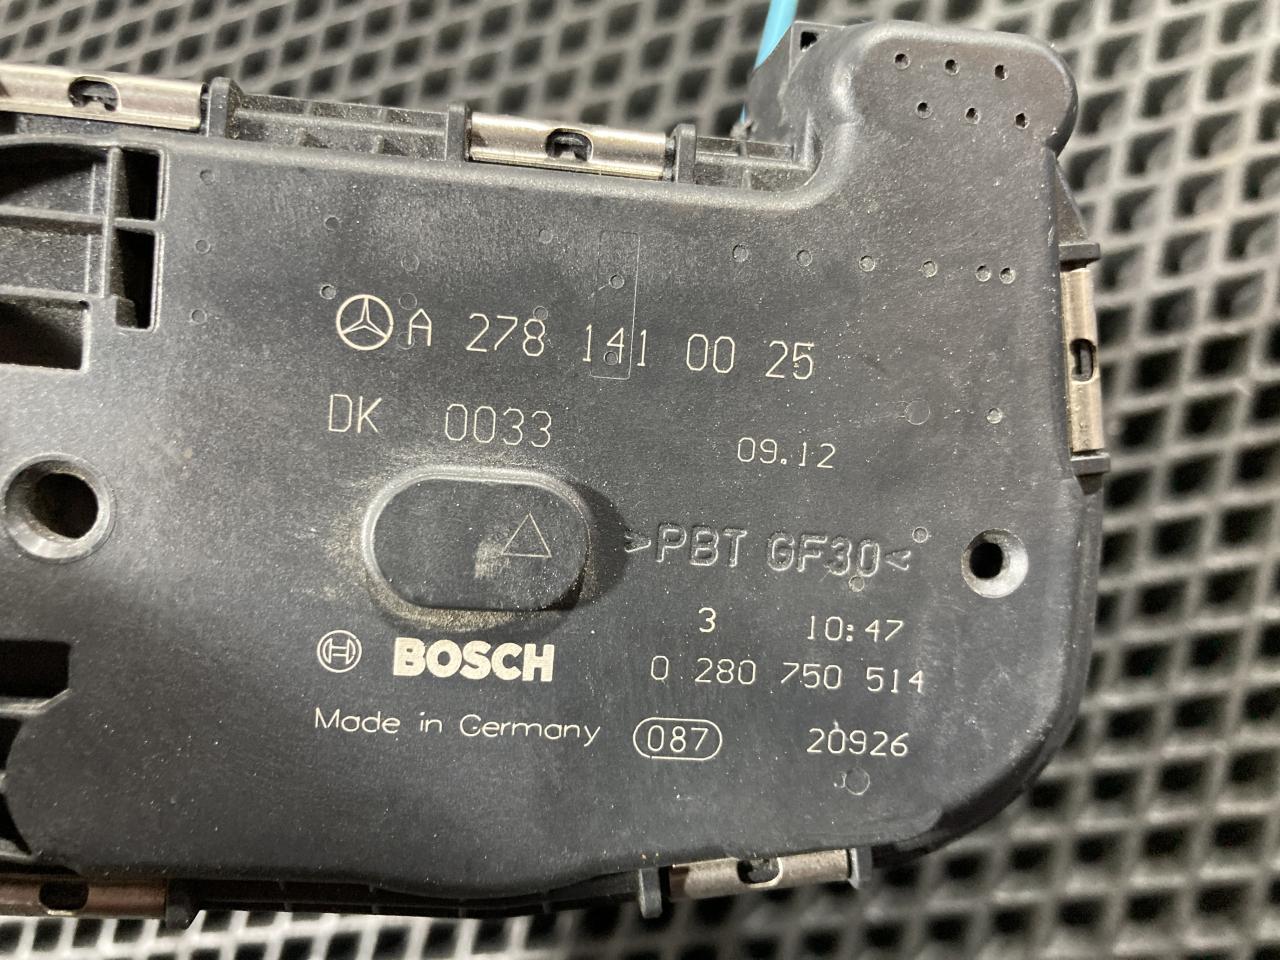 A 278 141 00 25
DK 0033
09.12
>PBT GF30<
3 10:47
BOSCH
0 280 750 514
Made in Germany
087
20926